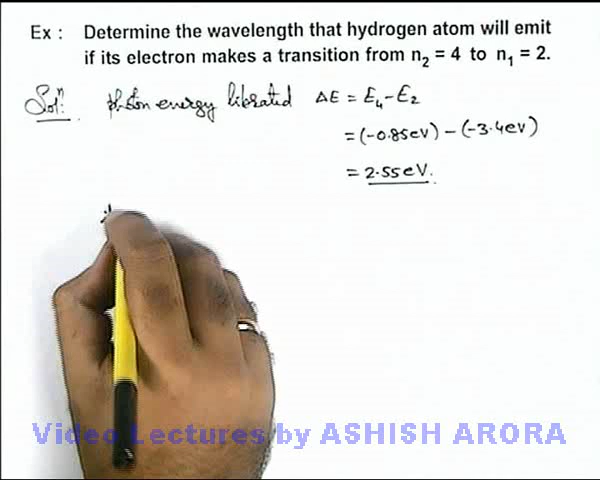 Ex : Determine the wavelength that hydrogen atom will emit
if its electron makes a transition from n₂ = 4 to n₁ = 2.
Solⁿ: photon energy liberated ΔE = E₄ - E₂
= (-0.85eV) - (-3.4eV)
= 2.55eV.
Video Lectures by ASHISH ARORA